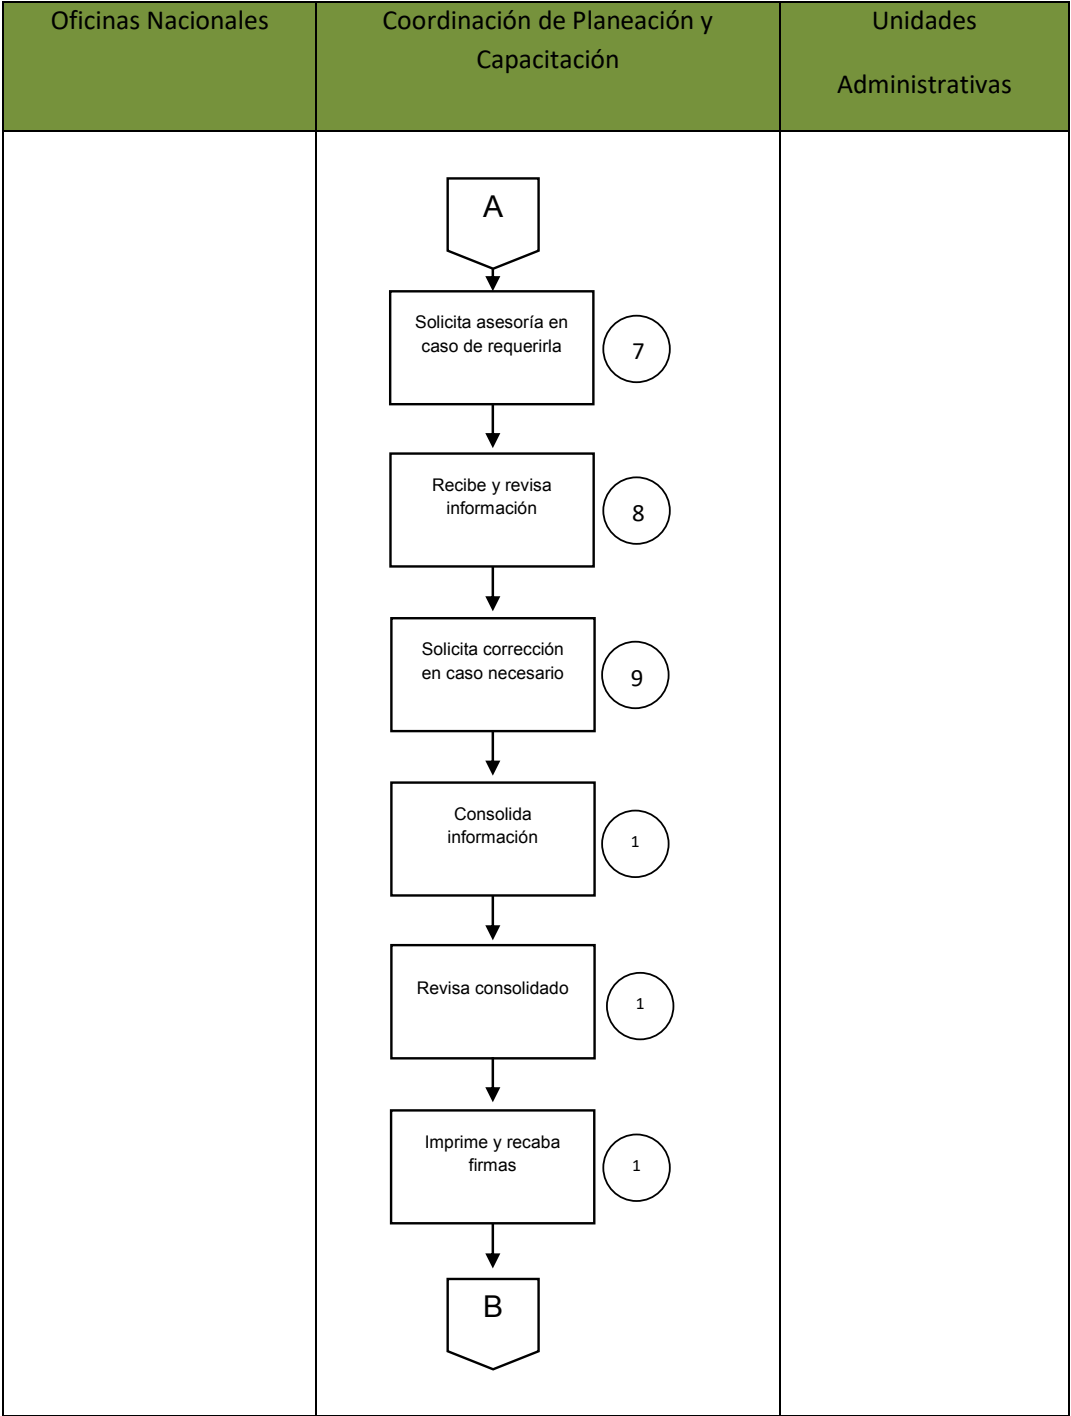 Oficinas Nacionales
Coordinación de Planeación y
Capacitación
Unidades
Administrativas
A
Solicita asesoría en
caso de requerirla
7
Recibe y revisa
información
8
Solicita corrección
en caso necesario
9
Consolida
información
1
Revisa consolidado
1
Imprime y recaba
firmas
1
B